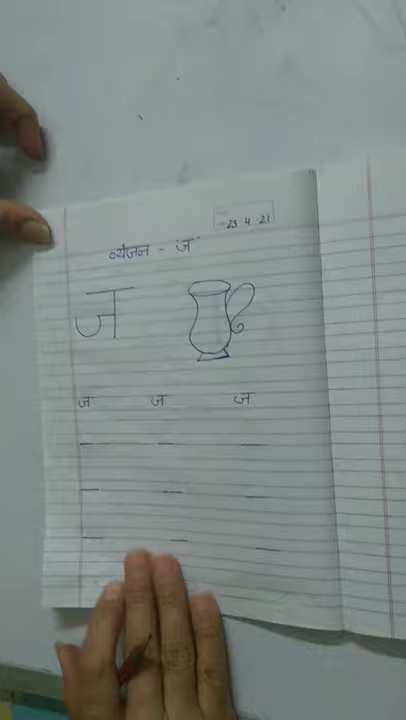 23 4 21
व्यंजन - ज
ज
ज ज ज